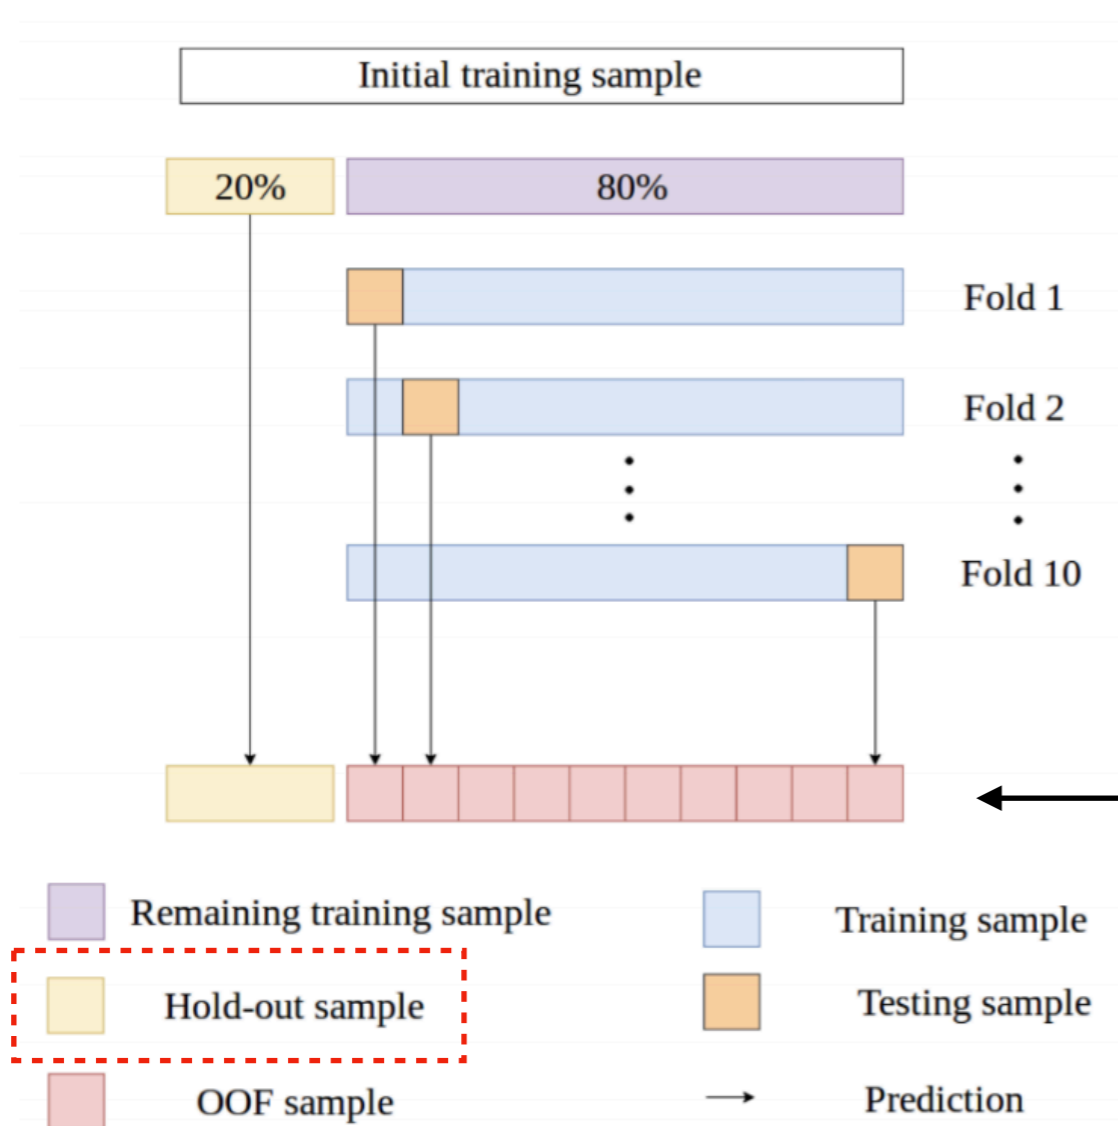 Initial training sample
20%
80%
Fold 1
Fold 2
Fold 10
Remaining training sample
Training sample
Hold-out sample
Testing sample
OOF sample
Prediction